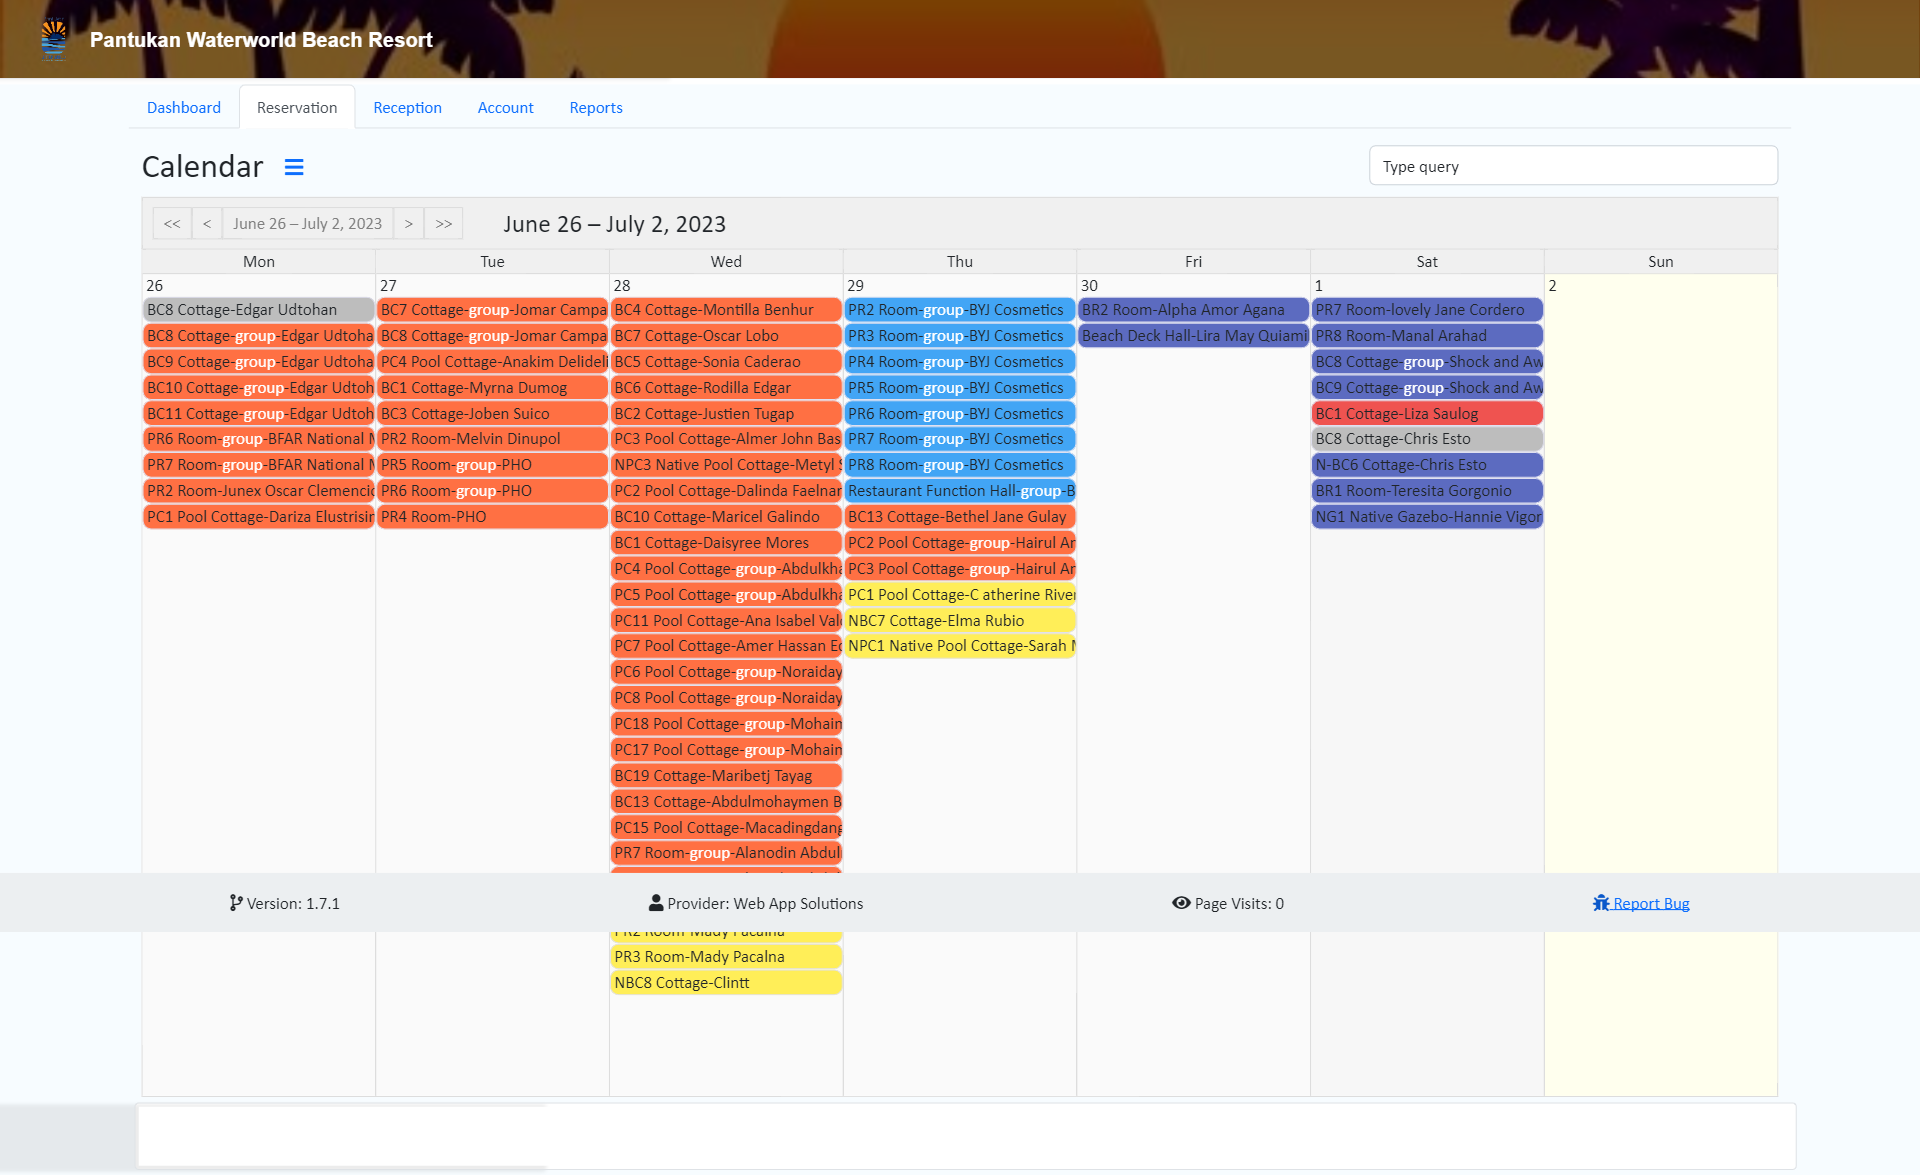 Pantukan Waterworld Beach Resort
Dashboard Reservation Reception Account Reports
Calendar
Type query
<< < June 26 – July 2, 2023 > >> June 26 – July 2, 2023
Mon Tue Wed Thu Fri Sat Sun
26
BC8 Cottage-Edgar Udtohan
BC8 Cottage-group-Edgar Udtoha
BC9 Cottage-group-Edgar Udtoha
BC10 Cottage-group-Edgar Udtoh
BC11 Cottage-group-Edgar Udtoh
PR6 Room-group-BFAR National
PR7 Room-group-BFAR National
PR2 Room-Junex Oscar Clemencio
PC1 Pool Cottage-Dariza Elustrisin
27
BC7 Cottage-group-Jomar Campa
BC8 Cottage-group-Jomar Campa
PC4 Pool Cottage-Anakim Delideli
BC1 Cottage-Myrna Dumog
BC3 Cottage-Joben Suico
PR2 Room-Melvin Dinupol
PR5 Room-group-PHO
PR6 Room-group-PHO
PR4 Room-PHO
28
BC4 Cottage-Montilla Benhur
BC7 Cottage-Oscar Lobo
BC5 Cottage-Sonia Caderao
BC6 Cottage-Rodilla Edgar
BC2 Cottage-Justien Tugap
PC3 Pool Cottage-Almer John Bas
NPC3 Native Pool Cottage-Metyl S
PC2 Pool Cottage-Dalinda Faelnar
BC10 Cottage-Maricel Galindo
BC1 Cottage-Daisyree Mores
PC4 Pool Cottage-group-Abdulkha
PC5 Pool Cottage-group-Abdulkha
PC11 Pool Cottage-Ana Isabel Vale
PC7 Pool Cottage-Amer Hassan Ed
PC6 Pool Cottage-group-Noraiday
PC8 Pool Cottage-group-Noraiday
PC18 Pool Cottage-group-Mohain
PC17 Pool Cottage-group-Mohain
BC19 Cottage-Maribetj Tayag
BC13 Cottage-Abdulmohaymen B
PC15 Pool Cottage-Macadingdang
PR7 Room-group-Alanodin Abdul
PR2 Room-Mady Pacalna
PR3 Room-Mady Pacalna
NBC8 Cottage-Clintt
29
PR2 Room-group-BYJ Cosmetics
PR3 Room-group-BYJ Cosmetics
PR4 Room-group-BYJ Cosmetics
PR5 Room-group-BYJ Cosmetics
PR6 Room-group-BYJ Cosmetics
PR7 Room-group-BYJ Cosmetics
PR8 Room-group-BYJ Cosmetics
Restaurant Function Hall-group-B
BC13 Cottage-Bethel Jane Gulay
PC2 Pool Cottage-group-Hairul Ar
PC3 Pool Cottage-group-Hairul Ar
PC1 Pool Cottage-C atherine River
NBC7 Cottage-Elma Rubio
NPC1 Native Pool Cottage-Sarah M
30
BR2 Room-Alpha Amor Agana
Beach Deck Hall-Lira May Quiami
1
PR7 Room-lovely Jane Cordero
PR8 Room-Manal Arahad
BC8 Cottage-group-Shock and Aw
BC9 Cottage-group-Shock and Aw
BC1 Cottage-Liza Saulog
BC8 Cottage-Chris Esto
N-BC6 Cottage-Chris Esto
BR1 Room-Teresita Gorgonio
NG1 Native Gazebo-Hannie Vigor
2
Version: 1.7.1 Provider: Web App Solutions Page Visits: 0 Report Bug